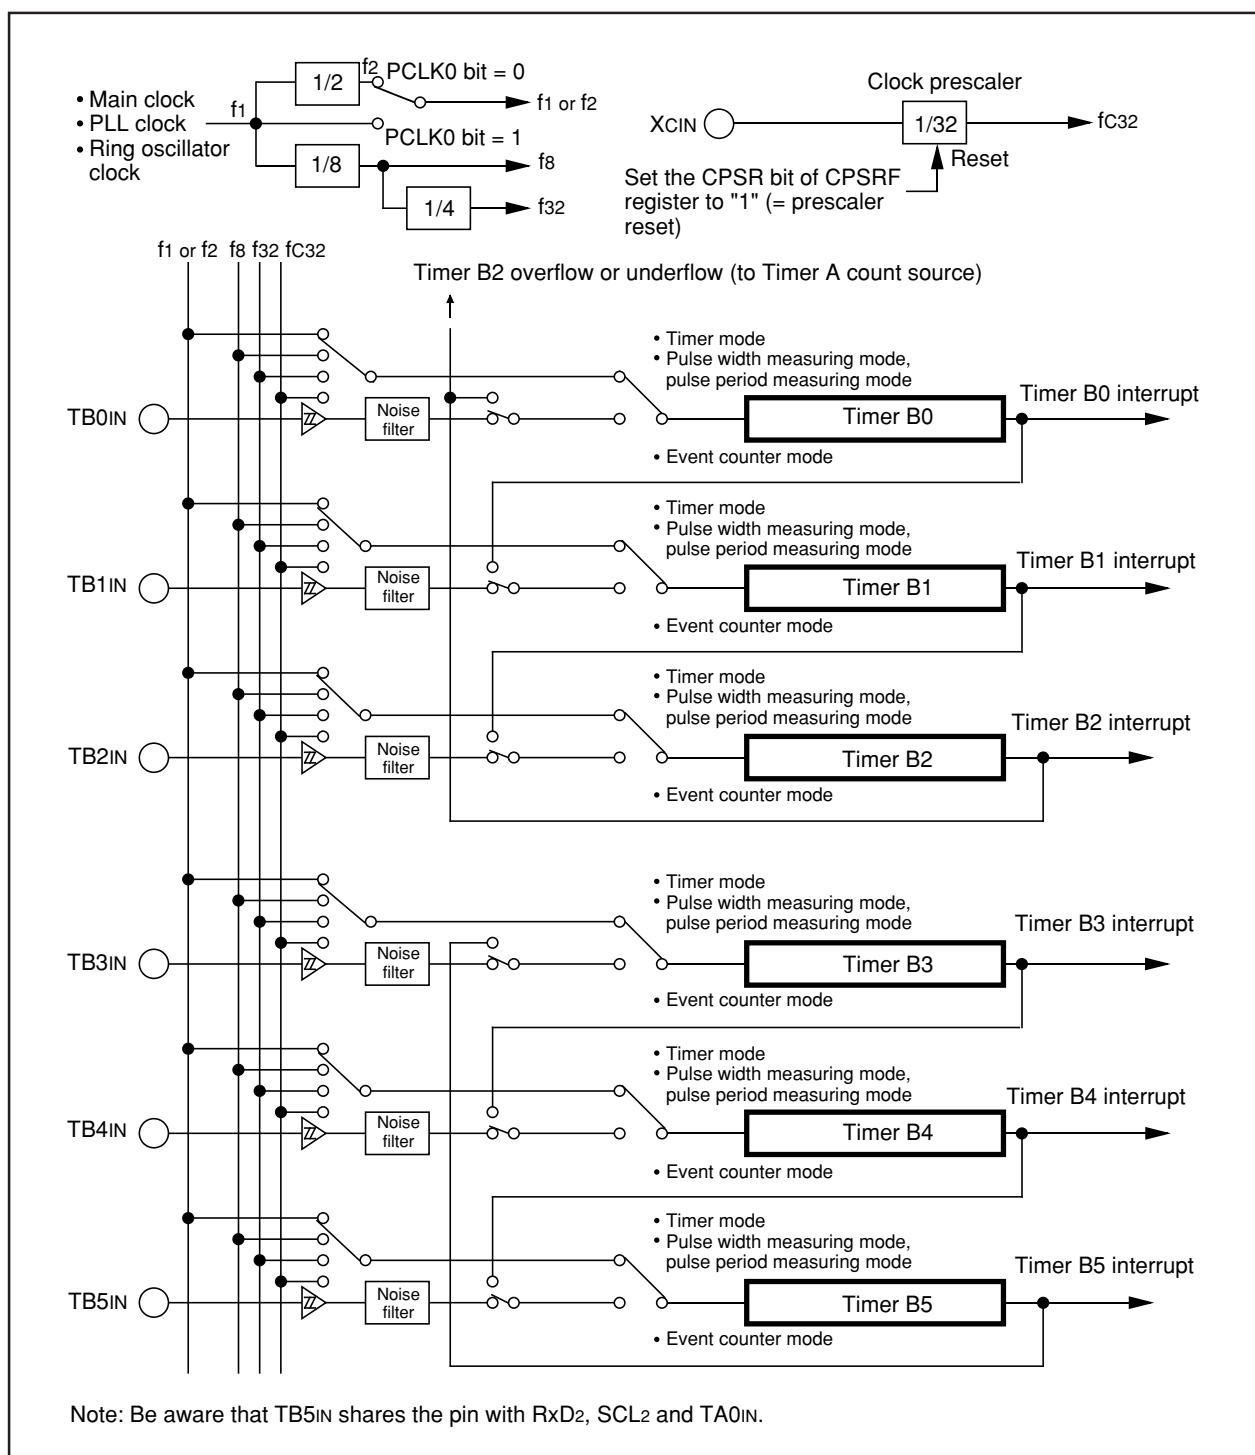 • Main clock
• PLL clock
• Ring oscillator
clock
f1
1/2
f2
PCLK0 bit = 0
f1 or f2
PCLK0 bit = 1
1/8
f8
1/4
f32
Clock prescaler
XCIN
1/32
fC32
Reset
Set the CPSR bit of CPSRF
register to "1" (= prescaler
reset)
f1 or f2 f8 f32 fC32
Timer B2 overflow or underflow (to Timer A count source)
• Timer mode
• Pulse width measuring mode,
pulse period measuring mode
TB0IN
Noise
filter
Timer B0
Timer B0 interrupt
• Event counter mode
• Timer mode
• Pulse width measuring mode,
pulse period measuring mode
TB1IN
Noise
filter
Timer B1
Timer B1 interrupt
• Event counter mode
• Timer mode
• Pulse width measuring mode,
pulse period measuring mode
TB2IN
Noise
filter
Timer B2
Timer B2 interrupt
• Event counter mode
• Timer mode
• Pulse width measuring mode,
pulse period measuring mode
TB3IN
Noise
filter
Timer B3
Timer B3 interrupt
• Event counter mode
• Timer mode
• Pulse width measuring mode,
pulse period measuring mode
TB4IN
Noise
filter
Timer B4
Timer B4 interrupt
• Event counter mode
• Timer mode
• Pulse width measuring mode,
pulse period measuring mode
TB5IN
Noise
filter
Timer B5
Timer B5 interrupt
• Event counter mode
Note: Be aware that TB5IN shares the pin with RxD2, SCL2 and TA0IN.